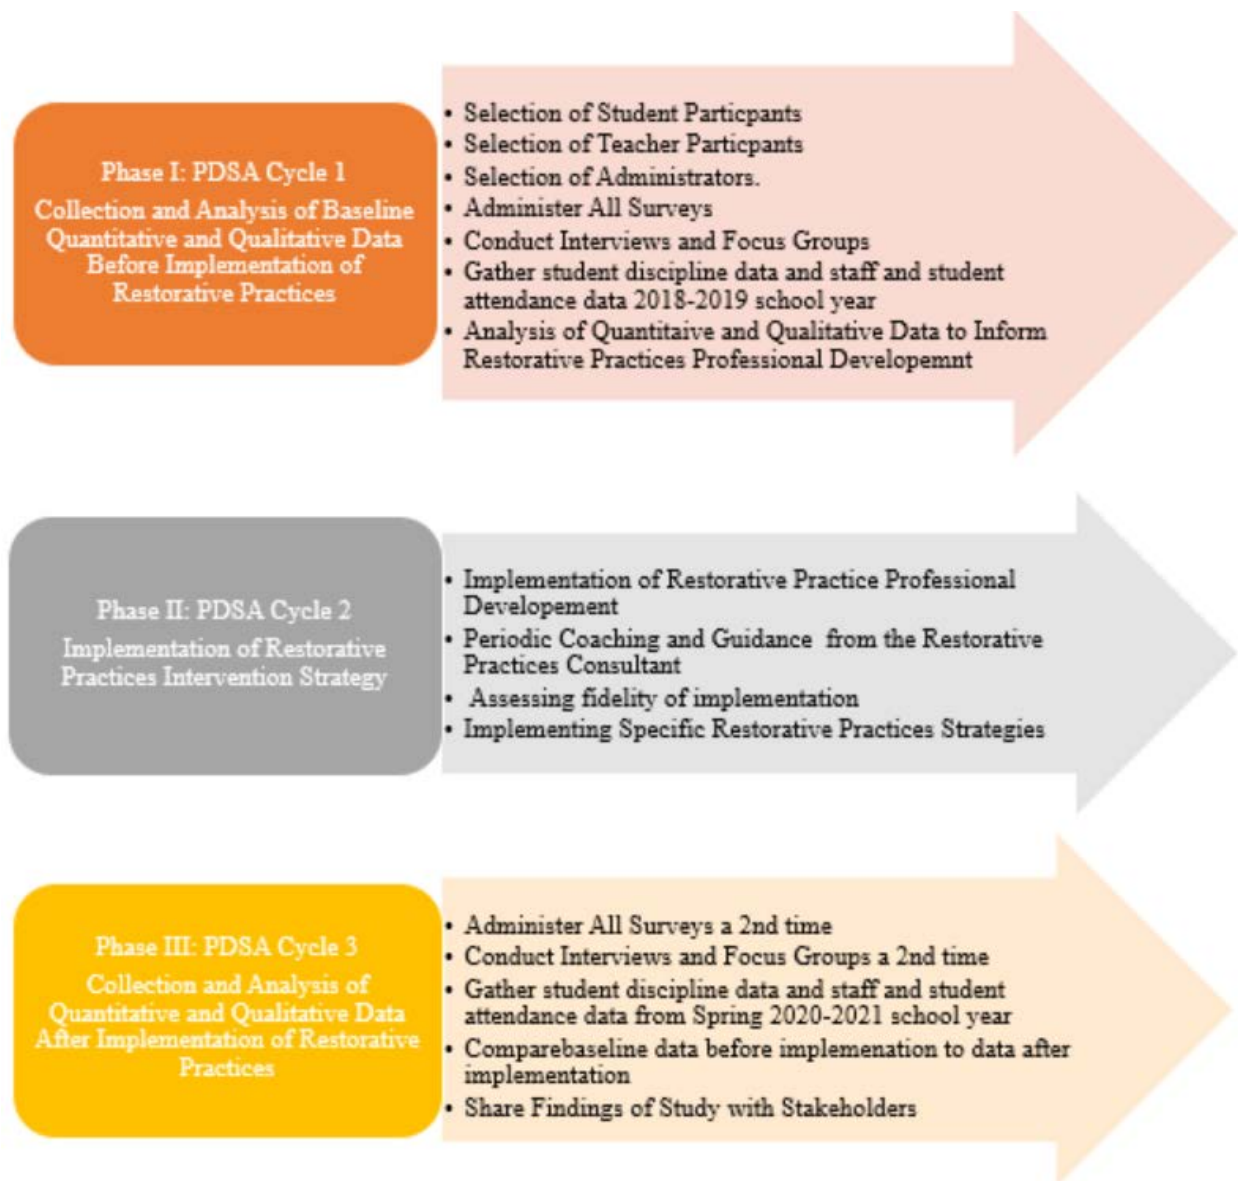 Phase I: PDSA Cycle 1
Collection and Analysis of Baseline
Quantitative and Qualitative Data
Before Implementation of
Restorative Practices
• Selection of Student Particpants
• Selection of Teacher Particpants
• Selection of Administrators.
• Administer All Surveys
• Conduct Interviews and Focus Groups
• Gather student discipline data and staff and student
attendance data 2018-2019 school year
• Analysis of Quantitaive and Qualitative Data to Inform
Restorative Practices Professional Developemnt
Phase II: PDSA Cycle 2
Implementation of Restorative
Practices Intervention Strategy
• Implementation of Restorative Practice Professional
Developement
• Periodic Coaching and Guidance from the Restorative
Practices Consultant
• Assessing fidelity of implementation
• Implementing Specific Restorative Practices Strategies
Phase III: PDSA Cycle 3
Collection and Analysis of
Quantitative and Qualitative Data
After Implementation of Restorative
Practices
• Administer All Surveys a 2nd time
• Conduct Interviews and Focus Groups a 2nd time
• Gather student discipline data and staff and student
attendance data from Spring 2020-2021 school year
• Comparebaseline data before implemenation to data after
implementation
• Share Findings of Study with Stakeholders